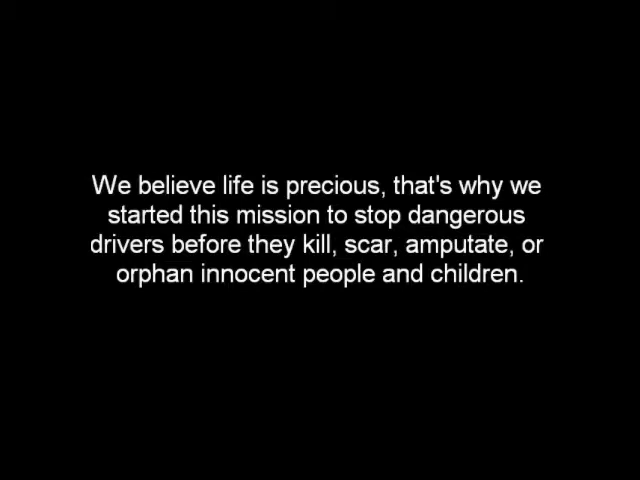 We believe life is precious, that's why we
started this mission to stop dangerous
drivers before they kill, scar, amputate, or
orphan innocent people and children.